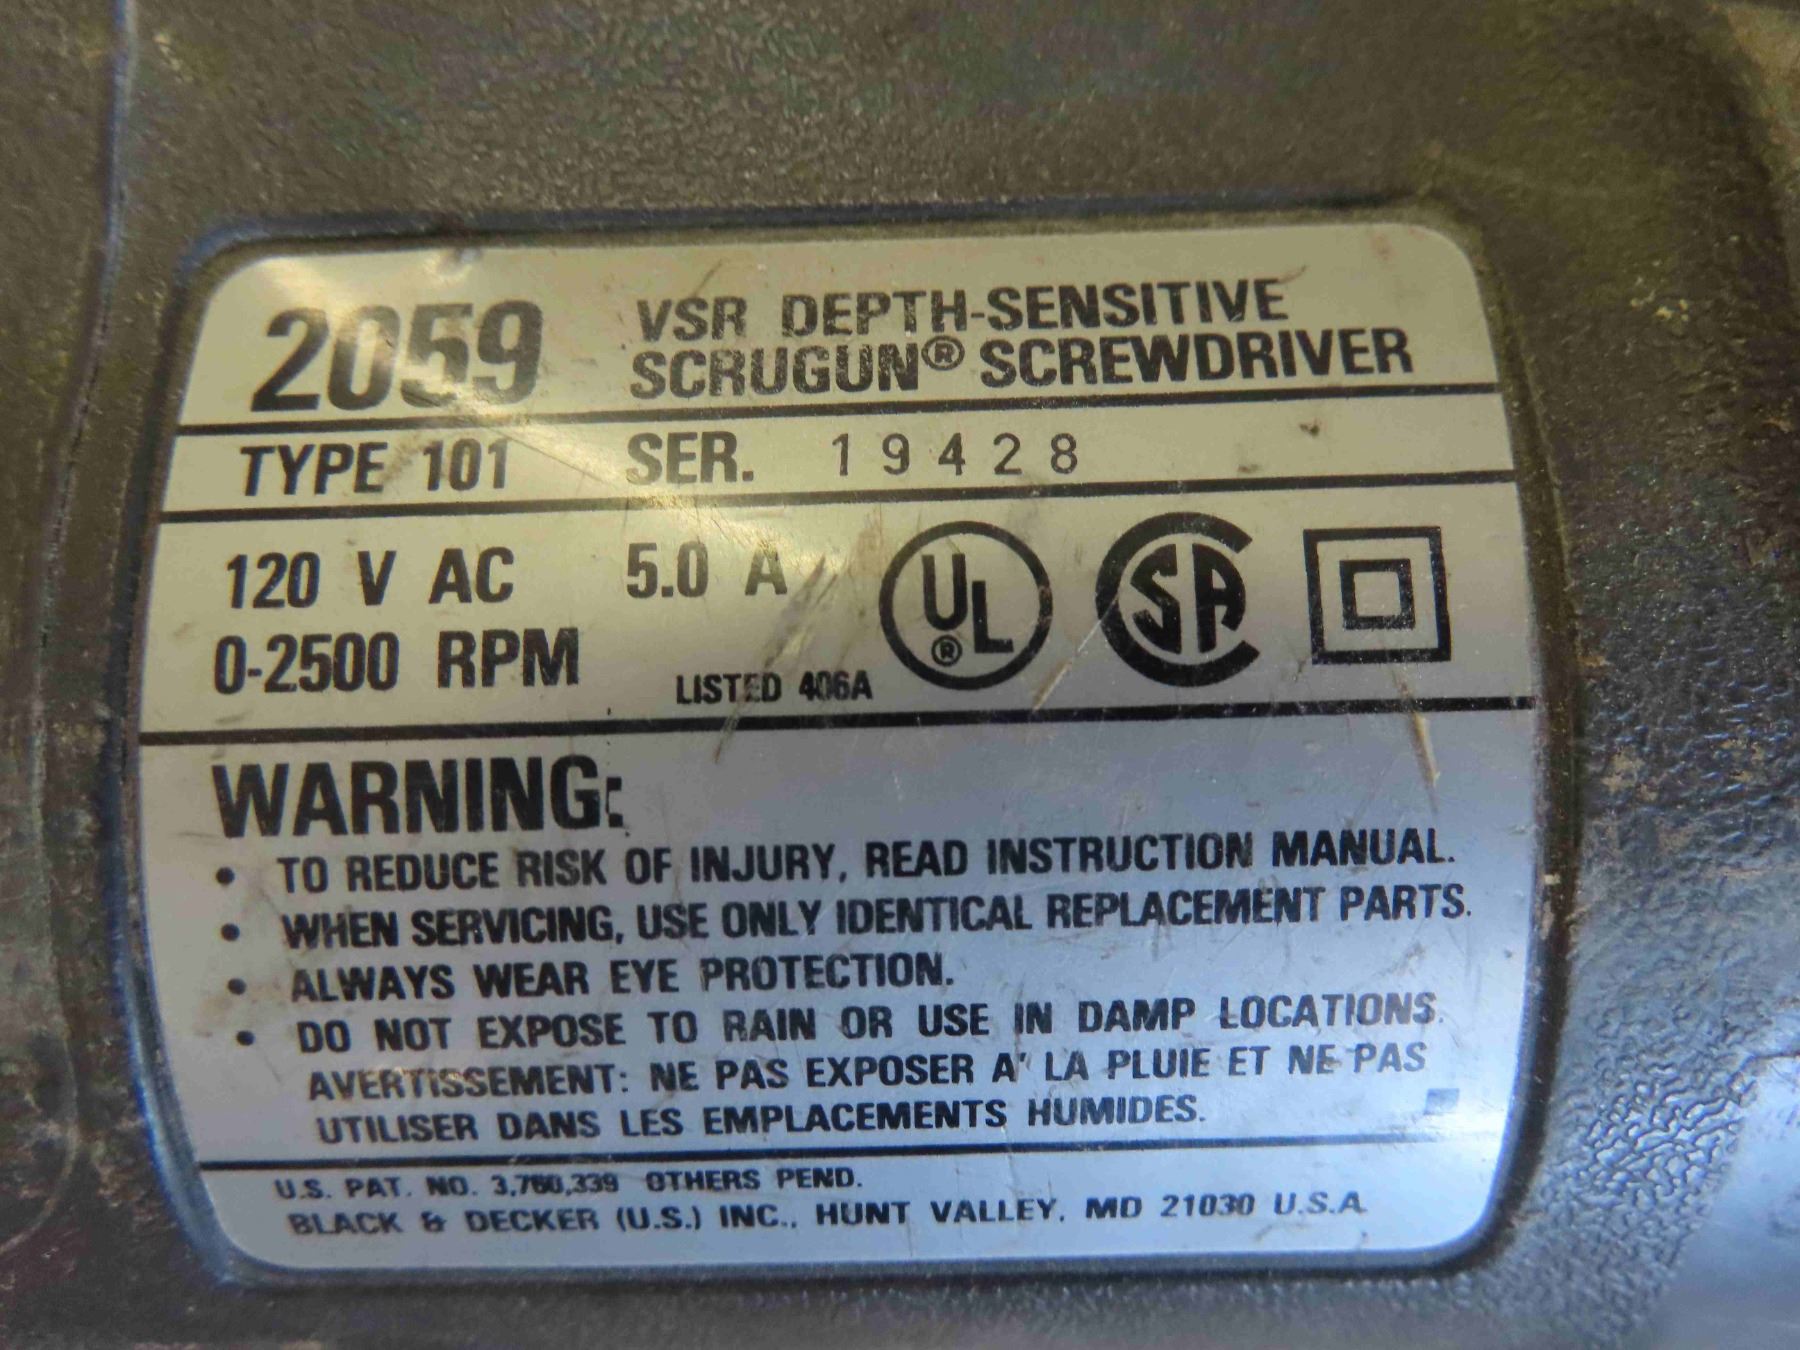 2059 VSR DEPTH-SENSITIVE
SCRUGUN® SCREWDRIVER
TYPE 101 SER. 19428
120 V AC 5.0 A
0-2500 RPM
LISTED 406A
UL®
SA
WARNING:
• TO REDUCE RISK OF INJURY, READ INSTRUCTION MANUAL.
• WHEN SERVICING, USE ONLY IDENTICAL REPLACEMENT PARTS.
• ALWAYS WEAR EYE PROTECTION.
• DO NOT EXPOSE TO RAIN OR USE IN DAMP LOCATIONS.
AVERTISSEMENT: NE PAS EXPOSER A' LA PLUIE ET NE PAS
UTILISER DANS LES EMPLACEMENTS HUMIDES.
U.S. PAT. NO. 3,760,339 OTHERS PEND.
BLACK & DECKER (U.S.) INC., HUNT VALLEY, MD 21030 U.S.A.